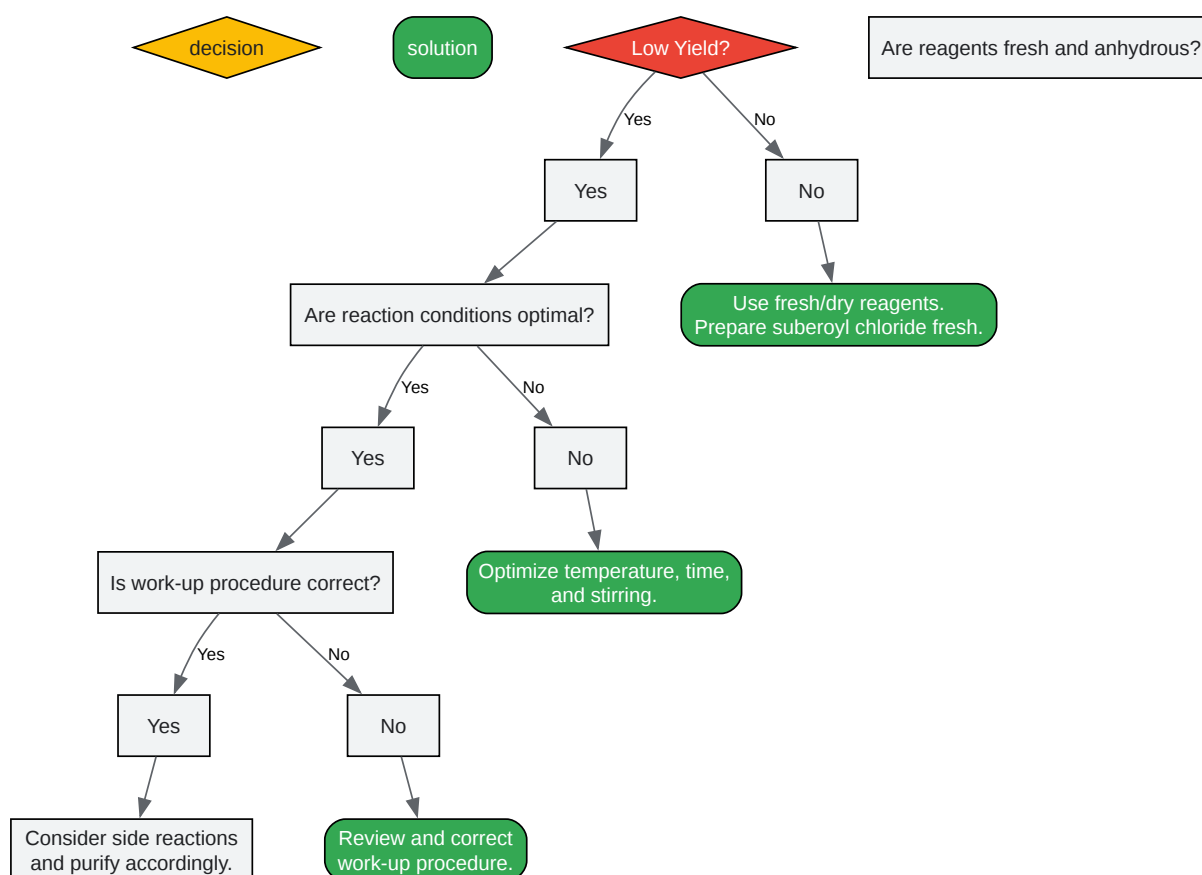 decision
solution
Low Yield?
Are reagents fresh and anhydrous?
Yes
No
Yes
No
Are reaction conditions optimal?
Use fresh/dry reagents.
Prepare suberoyl chloride fresh.
Yes
No
Yes
No
Is work-up procedure correct?
Optimize temperature, time,
and stirring.
Yes
No
Yes
No
Consider side reactions
and purify accordingly.
Review and correct
work-up procedure.